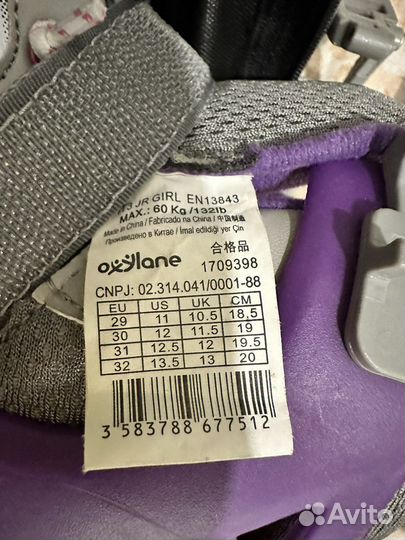 3 JR GIRL EN13843
MAX.: 60 Kg /132lb
Made in China / Fabricado na China / 中国制造
Произведено в Китае / İmal edildiği yer Çin
合格品
oxylane
1709398
CNPJ: 02.314.041/0001-88
EU US UK CM
29 11 10.5 18,5
30 12 11.5 19
31 12.5 12 19.5
32 13.5 13 20
3 583788 677512
Avito